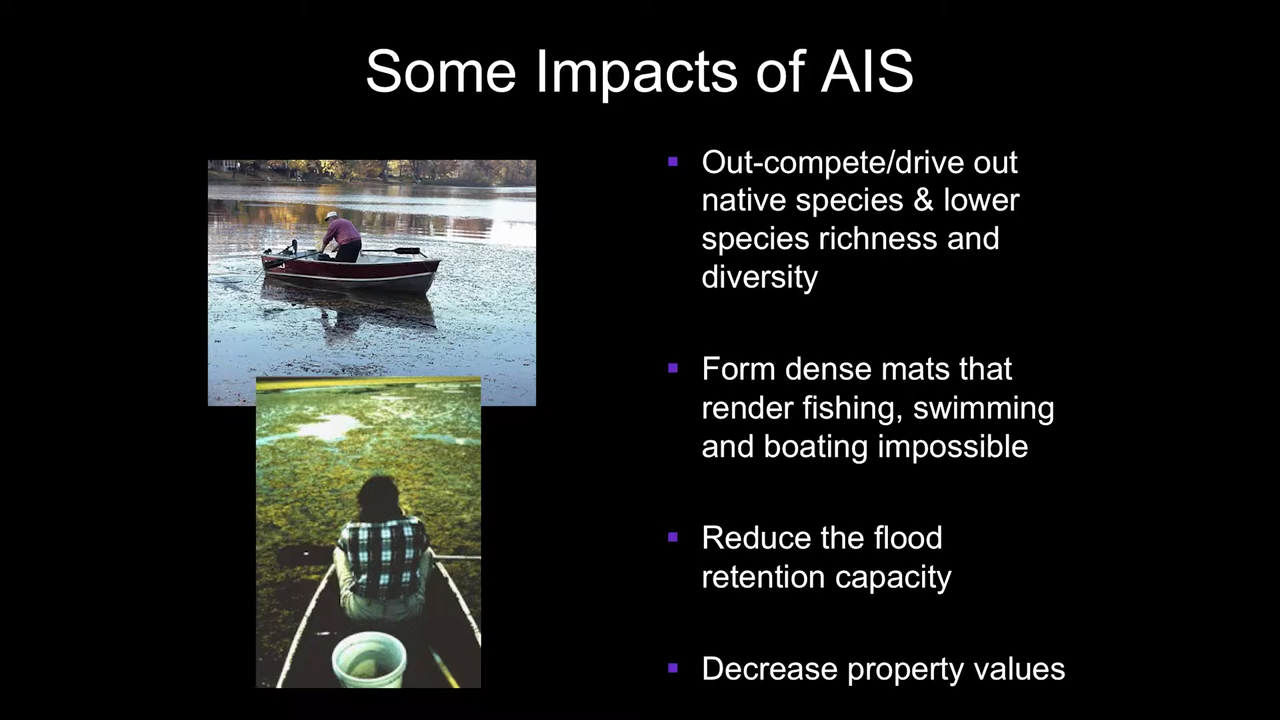 Some Impacts of AIS
Out-compete/drive out
native species & lower
species richness and
diversity
Form dense mats that
render fishing, swimming
and boating impossible
Reduce the flood
retention capacity
Decrease property values